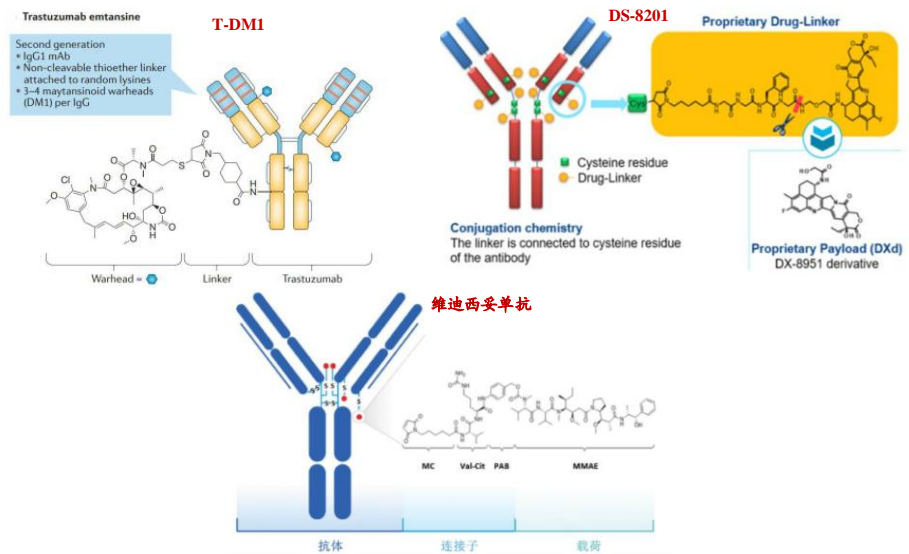 Trastuzumab emtansine
T-DM1
Second generation
• IgG1 mAb
• Non-cleavable thioether linker
attached to random lysines
• 3–4 maytansinoid warheads
(DM1) per IgG
Warhead =
Linker
Trastuzumab
DS-8201
Proprietary Drug-Linker
Cys
Cysteine residue
Drug-Linker
Conjugation chemistry
The linker is connected to cysteine residue
of the antibody
Proprietary Payload (DXd)
DX-8951 derivative
维迪西妥单抗
MC
Val-Cit
PAB
MMAE
抗体
连接子
载荷